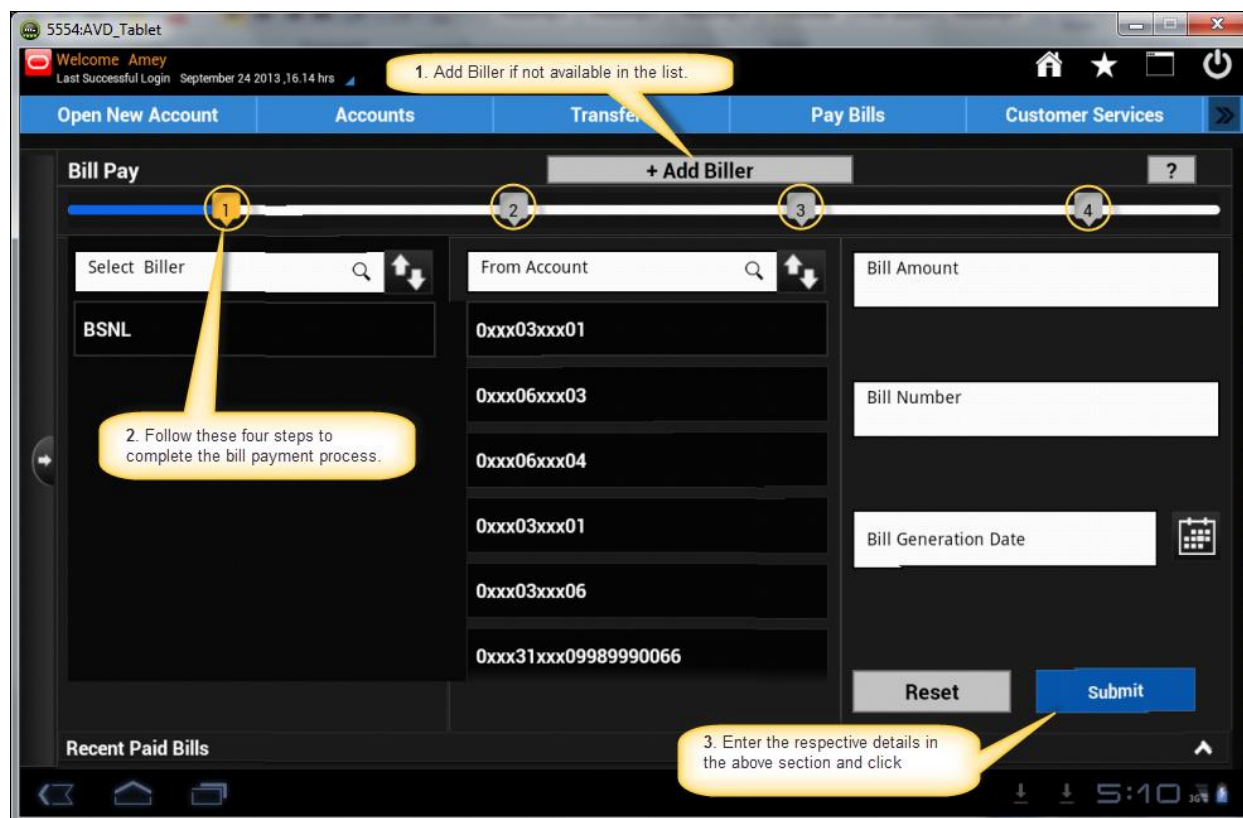 5554:AVD_Tablet
Welcome Amey
Last Successful Login September 24 2013 ,16.14 hrs
1. Add Biller if not available in the list.
Open New Account
Accounts
Transfer
Pay Bills
Customer Services
Bill Pay
+ Add Biller
?
1
2
3
4
Select Biller
From Account
Bill Amount
BSNL
0xxx03xxx01
0xxx06xxx03
Bill Number
2. Follow these four steps to
complete the bill payment process.
0xxx06xxx04
0xxx03xxx01
Bill Generation Date
0xxx03xxx06
0xxx31xxx09989990066
Reset
Submit
Recent Paid Bills
3. Enter the respective details in
the above section and click
5:10
3G